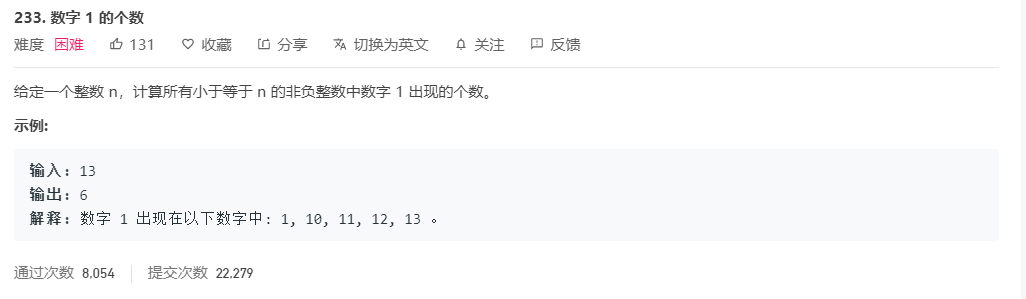 233. 数字 1 的个数
难度 困难 131 收藏 分享 切换为英文 关注 反馈
给定一个整数 n，计算所有小于等于 n 的非负整数中数字 1 出现的个数。
示例:
输入: 13
输出: 6
解释: 数字 1 出现在以下数字中: 1, 10, 11, 12, 13 。
通过次数 8,054 提交次数 22,279